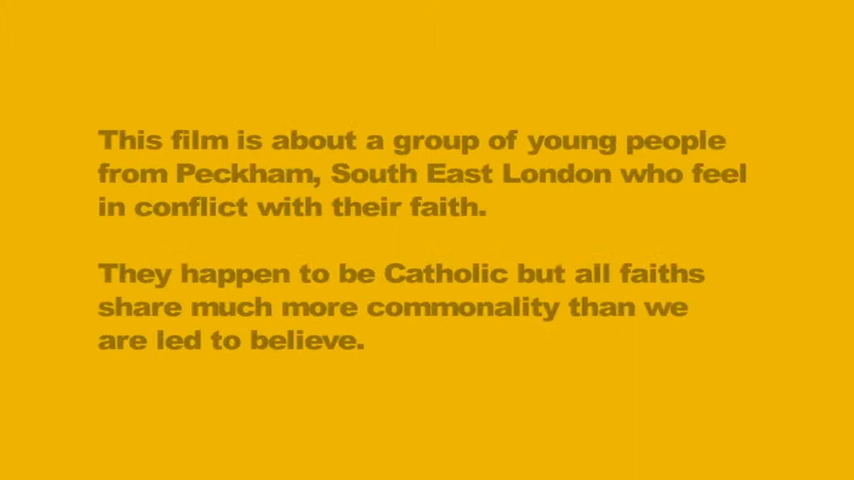 This film is about a group of young people
from Peckham, South East London who feel
in conflict with their faith.
They happen to be Catholic but all faiths
share much more commonality than we
are led to believe.